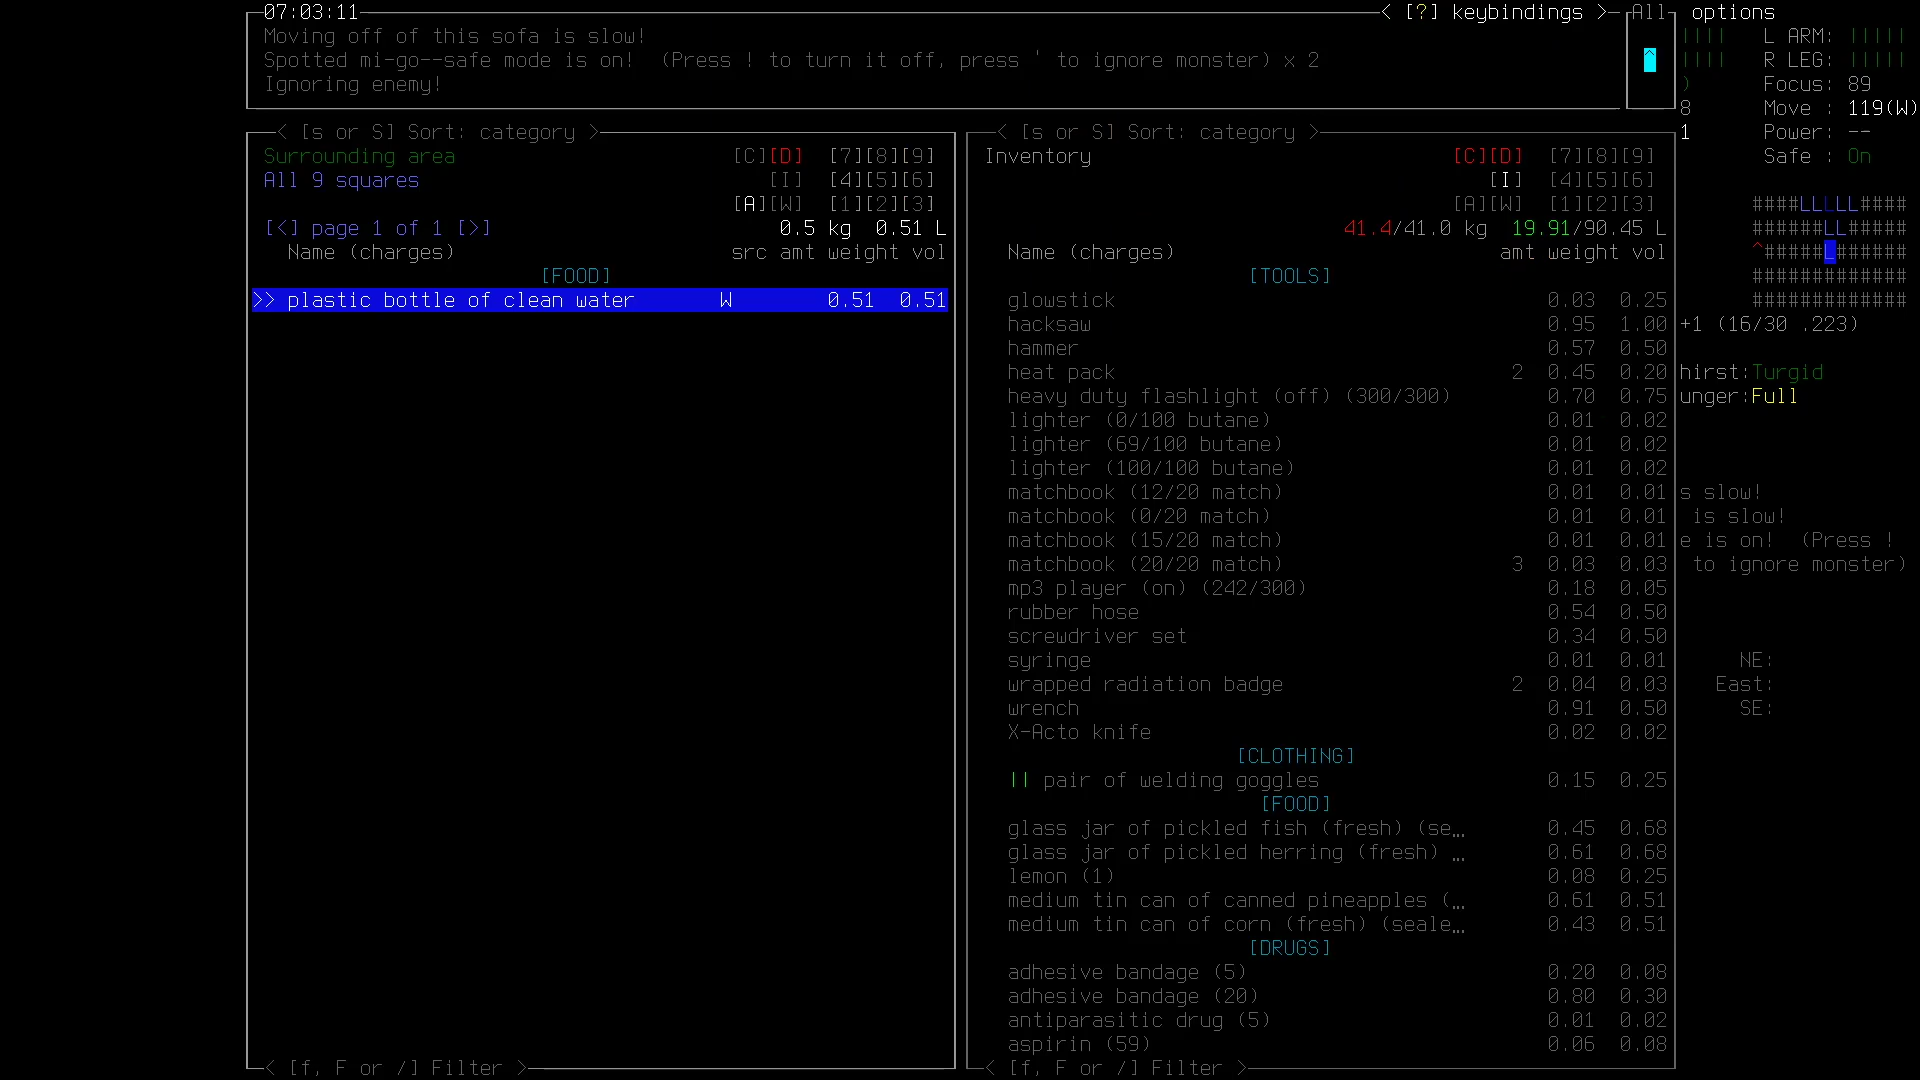 07:03:11 < [?] keybindings > All options
Moving off of this sofa is slow! L ARM:
Spotted mi-go--safe mode is on!  (Press ! to turn it off, press ' to ignore monster) x 2 ^ R LEG:
Ignoring enemy! ) Focus: 89
8 Move : 119(W)
< [s or S] Sort: category > < [s or S] Sort: category > 1 Power: --
Surrounding area [C][D] [7][8][9] Inventory [C][D] [7][8][9] Safe : On
All 9 squares [I] [4][5][6] [I] [4][5][6]
[A][W] [1][2][3] [A][W] [1][2][3] ####LLLLL####
[<] page 1 of 1 [>] 0.5 kg 0.51 L 41.4/41.0 kg 19.91/90.45 L ######LL#####
Name (charges) src amt weight vol Name (charges) amt weight vol ^#####L######
[FOOD] [TOOLS] #############
>> plastic bottle of clean water W 0.51 0.51 glowstick 0.03 0.25 #############
hacksaw 0.95 1.00 +1 (16/30 .223)
hammer 0.57 0.50
heat pack 2 0.45 0.20 hirst:Turgid
heavy duty flashlight (off) (300/300) 0.70 0.75 unger:Full
lighter (0/100 butane) 0.01 0.02
lighter (69/100 butane) 0.01 0.02
lighter (100/100 butane) 0.01 0.02
matchbook (12/20 match) 0.01 0.01 s slow!
matchbook (0/20 match) 0.01 0.01 is slow!
matchbook (15/20 match) 0.01 0.01 e is on!  (Press !
matchbook (20/20 match) 3 0.03 0.03 to ignore monster)
mp3 player (on) (242/300) 0.18 0.05
rubber hose 0.54 0.50
screwdriver set 0.34 0.50
syringe 0.01 0.01 NE:
wrapped radiation badge 2 0.04 0.03 East:
wrench 0.91 0.50 SE:
X-Acto knife 0.02 0.02
[CLOTHING]
|| pair of welding goggles 0.15 0.25
[FOOD]
glass jar of pickled fish (fresh) (se… 0.45 0.68
glass jar of pickled herring (fresh) … 0.61 0.68
lemon (1) 0.08 0.25
medium tin can of canned pineapples (… 0.61 0.51
medium tin can of corn (fresh) (seale… 0.43 0.51
[DRUGS]
adhesive bandage (5) 0.20 0.08
adhesive bandage (20) 0.80 0.30
antiparasitic drug (5) 0.01 0.02
aspirin (59) 0.06 0.08
< [f, F or /] Filter > < [f, F or /] Filter >